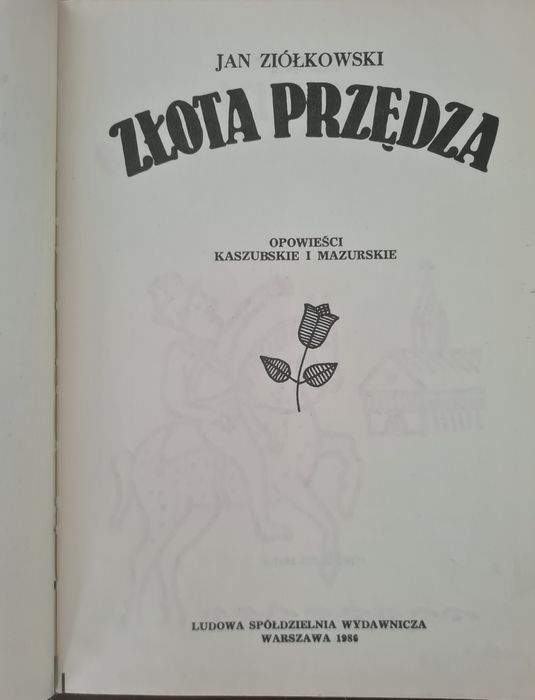 JAN ZIÓŁKOWSKI
ZŁOTA PRZĘDZA
OPOWIEŚCI
KASZUBSKIE I MAZURSKIE
LUDOWA SPÓŁDZIELNIA WYDAWNICZA
WARSZAWA 1986